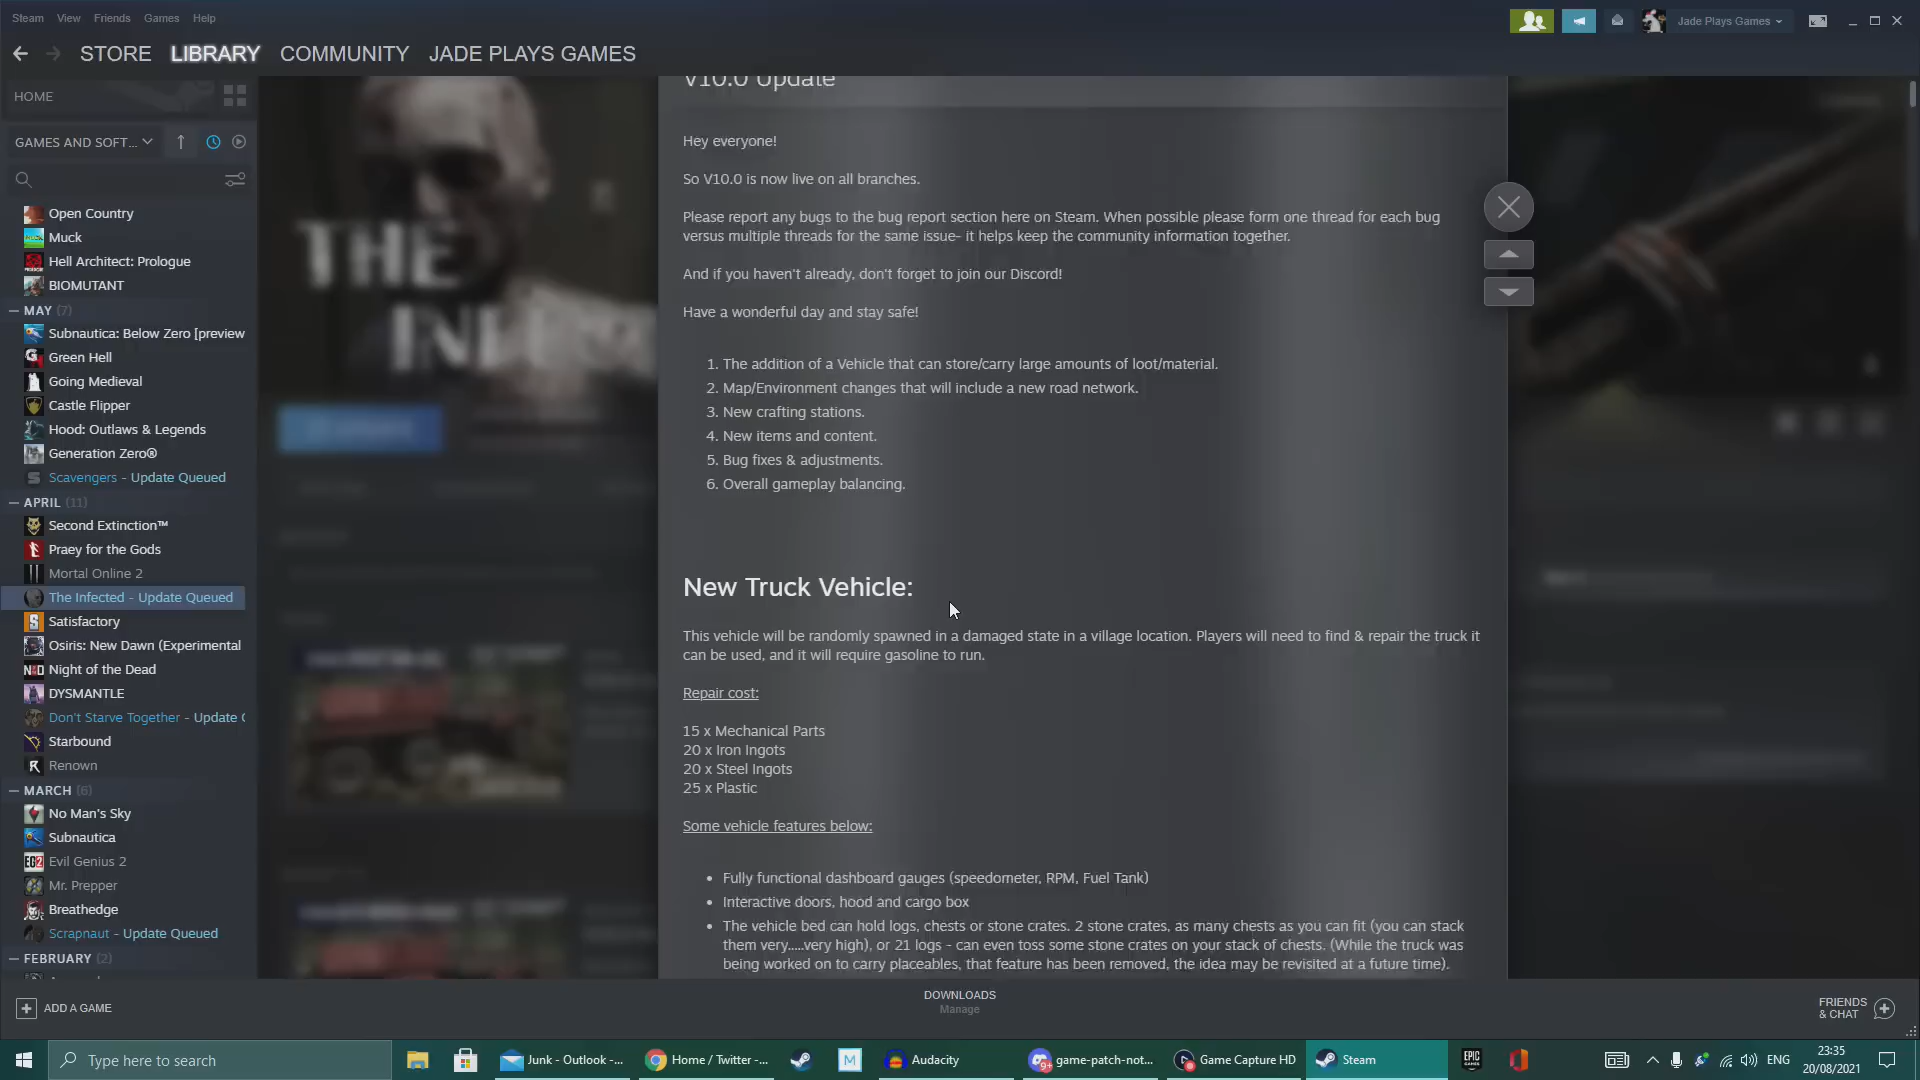 Steam View Friends Games Help
Jade Plays Games
STORE LIBRARY COMMUNITY JADE PLAYS GAMES
HOME
GAMES AND SOFT...
Open Country
Muck
Hell Architect: Prologue
BIOMUTANT
— MAY (7)
Subnautica: Below Zero [preview
Green Hell
Going Medieval
Castle Flipper
Hood: Outlaws & Legends
Generation Zero®
Scavengers - Update Queued
— APRIL (11)
Second Extinction™
Praey for the Gods
Mortal Online 2
The Infected - Update Queued
Satisfactory
Osiris: New Dawn (Experimental
Night of the Dead
DYSMANTLE
Don't Starve Together - Update
Starbound
Renown
— MARCH (6)
No Man's Sky
Subnautica
Evil Genius 2
Mr. Prepper
Breathedge
Scrapnaut - Update Queued
— FEBRUARY (2)
THE
V10.0 Update
Hey everyone!
So V10.0 is now live on all branches.
Please report any bugs to the bug report section here on Steam. When possible please form one thread for each bug
versus multiple threads for the same issue- it helps keep the community information together.
And if you haven't already, don't forget to join our Discord!
Have a wonderful day and stay safe!
1. The addition of a Vehicle that can store/carry large amounts of loot/material.
2. Map/Environment changes that will include a new road network.
3. New crafting stations.
4. New items and content.
5. Bug fixes & adjustments.
6. Overall gameplay balancing.
New Truck Vehicle:
This vehicle will be randomly spawned in a damaged state in a village location. Players will need to find & repair the truck it
can be used, and it will require gasoline to run.
Repair cost:
15 x Mechanical Parts
20 x Iron Ingots
20 x Steel Ingots
25 x Plastic
Some vehicle features below:
• Fully functional dashboard gauges (speedometer, RPM, Fuel Tank)
• Interactive doors, hood and cargo box
• The vehicle bed can hold logs, chests or stone crates. 2 stone crates, as many chests as you can fit (you can stack
them very.....very high), or 21 logs - can even toss some stone crates on your stack of chests. (While the truck was
being worked on to carry placeables, that feature has been removed, the idea may be revisited at a future time).
ADD A GAME
DOWNLOADS
Manage
FRIENDS
& CHAT
Type here to search
Junk - Outlook -...
Home / Twitter -...
Audacity
game-patch-not...
Game Capture HD
Steam
ENG
23:35
20/08/2021